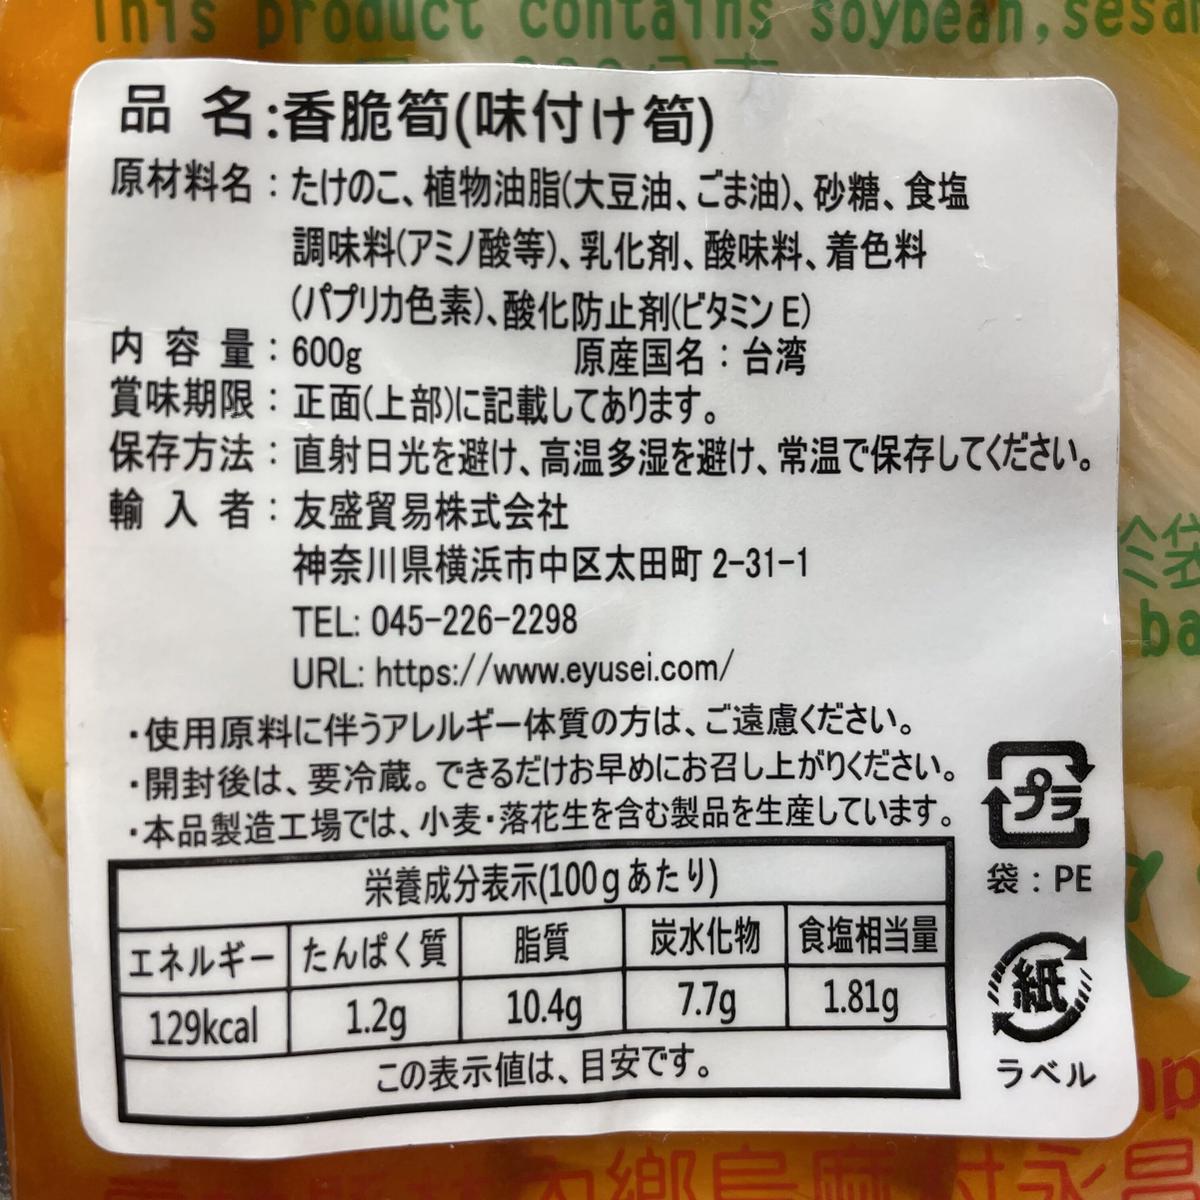 This product contains soybean, sesam
品 名:香脆筍(味付け筍)
原材料名：たけのこ、植物油脂(大豆油、ごま油)、砂糖、食塩
調味料(アミノ酸等)、乳化剤、酸味料、着色料
(パプリカ色素)、酸化防止剤(ビタミンE)
内 容 量：600g 原産国名：台湾
賞味期限：正面(上部)に記載してあります。
保存方法：直射日光を避け、高温多湿を避け、常温で保存してください。
輸 入 者：友盛貿易株式会社
神奈川県横浜市中区太田町 2-31-1
TEL: 045-226-2298
URL: https://www.eyusei.com/
・使用原料に伴うアレルギー体質の方は、ご遠慮ください。
・開封後は、要冷蔵。できるだけお早めにお召し上がりください。
・本品製造工場では、小麦・落花生を含む製品を生産しています。
栄養成分表示(100gあたり)
エネルギー たんぱく質 脂質 炭水化物 食塩相当量
129kcal 1.2g 10.4g 7.7g 1.81g
この表示値は、目安です。
プラ
袋：PE
紙
ラベル
袋
ba
鄉烏麻村永昌